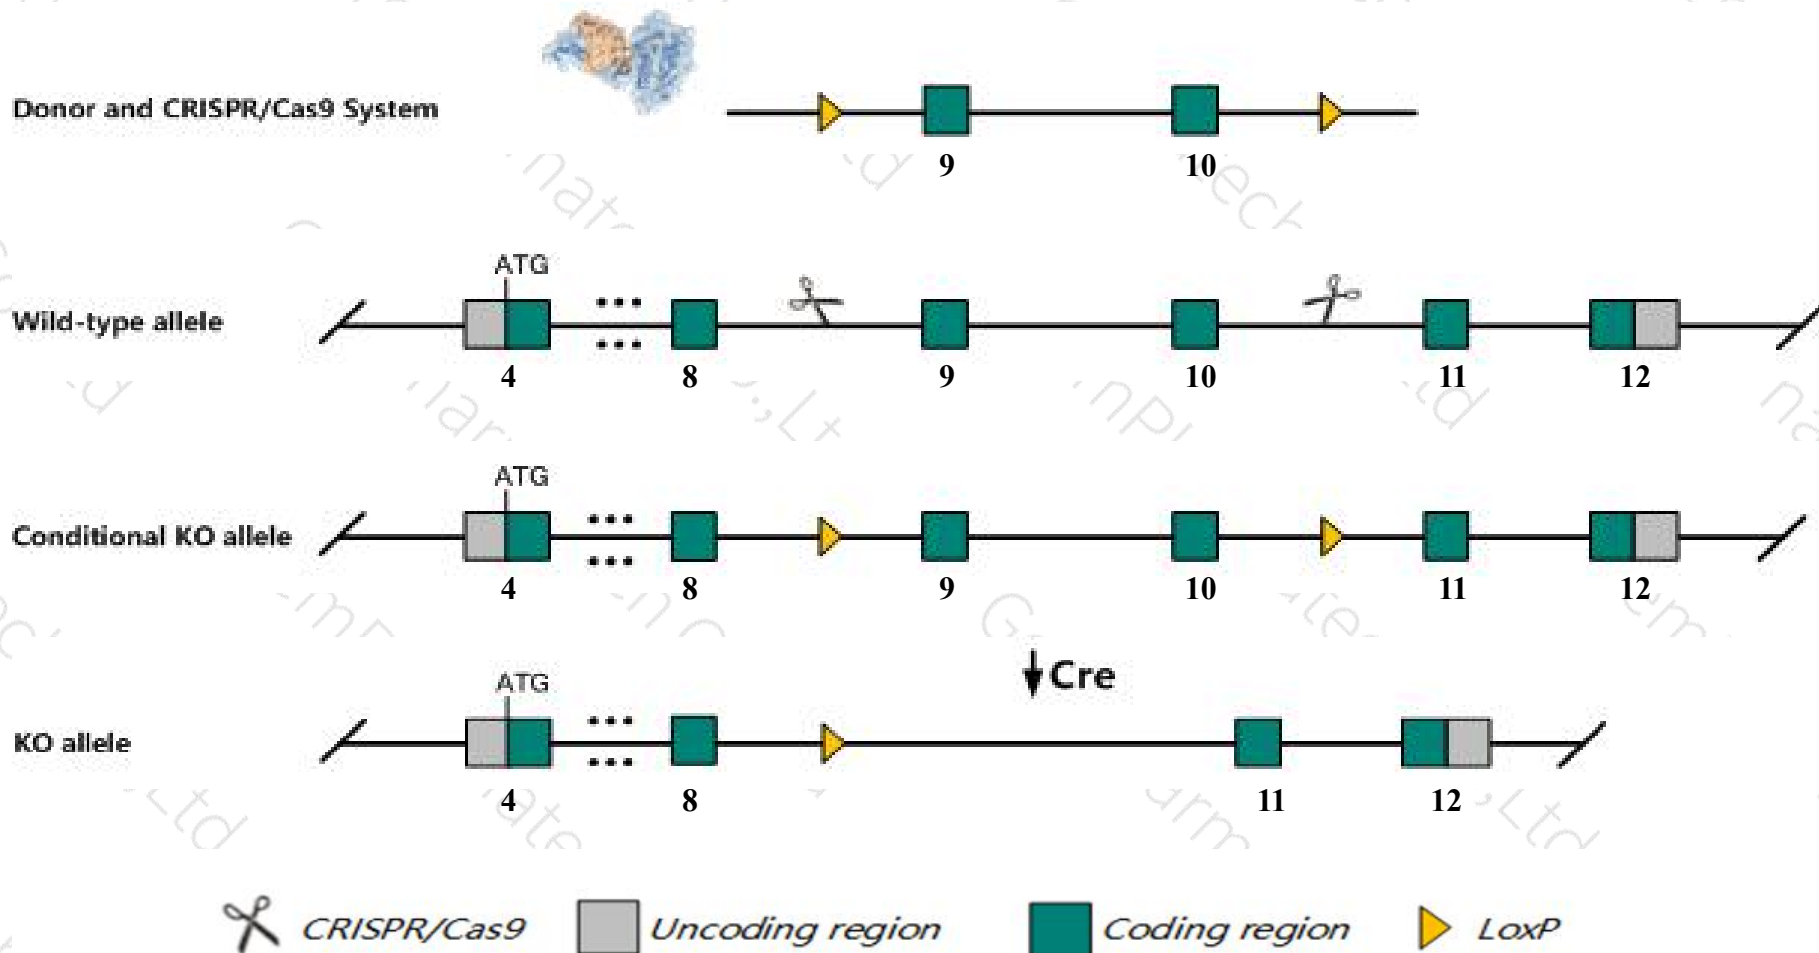 Donor and CRISPR/Cas9 System
9 10
ATG
Wild-type allele
4 8 9 10 11 12
ATG
Conditional KO allele
4 8 9 10 11 12
Cre
ATG
KO allele
4 8 11 12
CRISPR/Cas9 Uncoding region Coding region LoxP